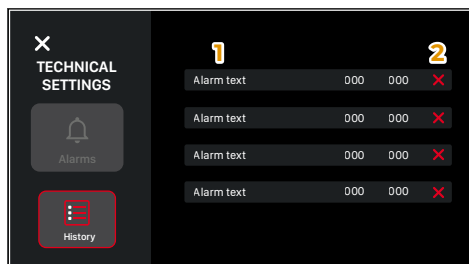 TECHNICAL
SETTINGS
Alarms
History
1
2
Alarm text 000 000
Alarm text 000 000
Alarm text 000 000
Alarm text 000 000